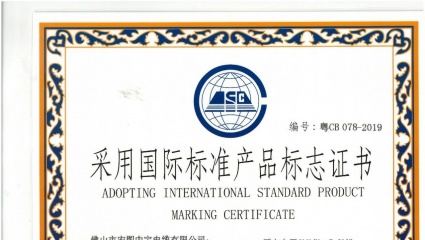 编号：粤CB 078-2019
采用国际标准产品标志证书
ADOPTING INTERNATIONAL STANDARD PRODUCT
MARKING CERTIFICATE